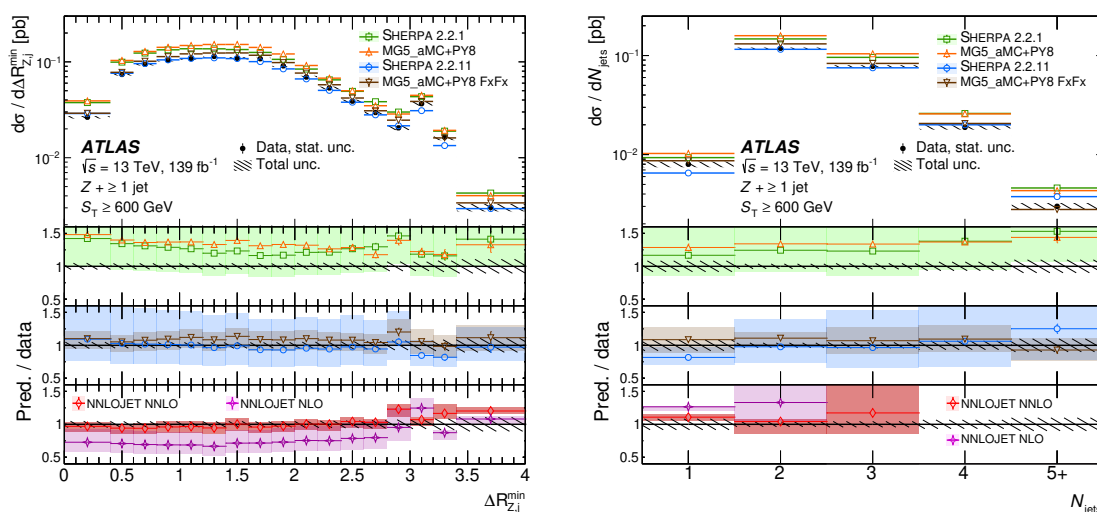 dσ / dΔR^min_Z,j [pb]
10⁻¹
10⁻²
SHERPA 2.2.1
MG5_aMC+PY8
SHERPA 2.2.11
MG5_aMC+PY8 FxFx
ATLAS
√s = 13 TeV, 139 fb⁻¹
Z + ≥ 1 jet
S_T ≥ 600 GeV
Data, stat. unc.
Total unc.
Pred. / data
1.5
1
0.5
1.5
1
0.5
1.5
1
0.5
NNLOJET NNLO
NNLOJET NLO
0 0.5 1 1.5 2 2.5 3 3.5 4
ΔR^min_Z,j
dσ / dN_jets [pb]
10⁻¹
10⁻²
SHERPA 2.2.1
MG5_aMC+PY8
SHERPA 2.2.11
MG5_aMC+PY8 FxFx
ATLAS
√s = 13 TeV, 139 fb⁻¹
Z + ≥ 1 jet
S_T ≥ 600 GeV
Data, stat. unc.
Total unc.
Pred. / data
1.5
1
0.5
1.5
1
0.5
1.5
1
0.5
NNLOJET NNLO
NNLOJET NLO
1 2 3 4 5+
N_jets